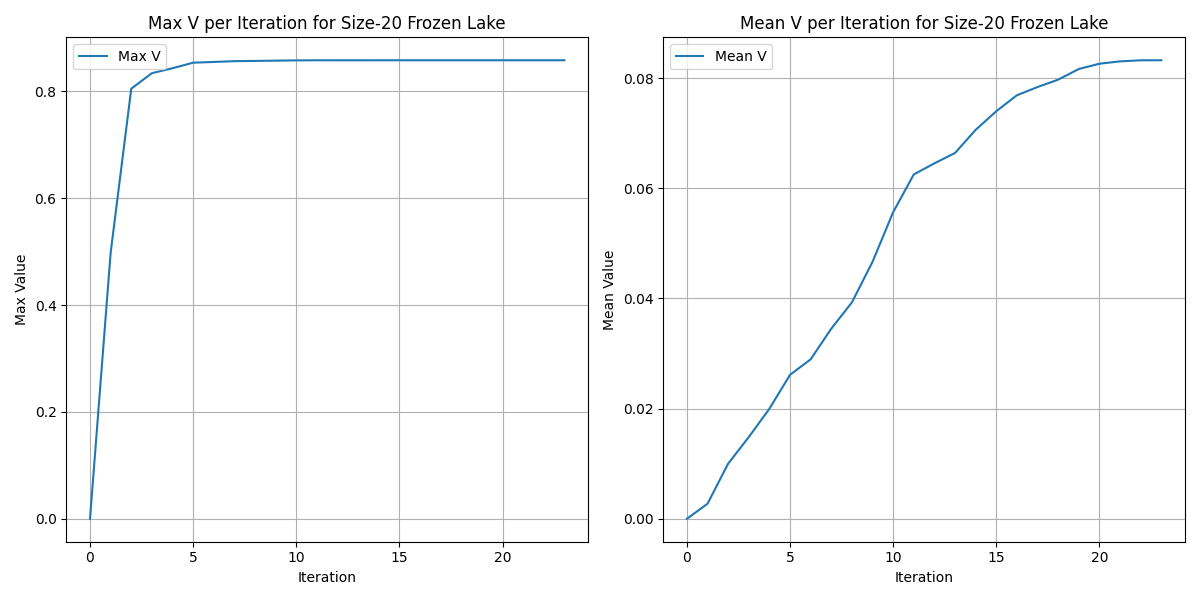 Max V per Iteration for Size-20 Frozen Lake
Max V
Max Value
0.8
0.6
0.4
0.2
0.0
0 5 10 15 20
Iteration
Mean V per Iteration for Size-20 Frozen Lake
Mean V
Mean Value
0.08
0.06
0.04
0.02
0.00
0 5 10 15 20
Iteration